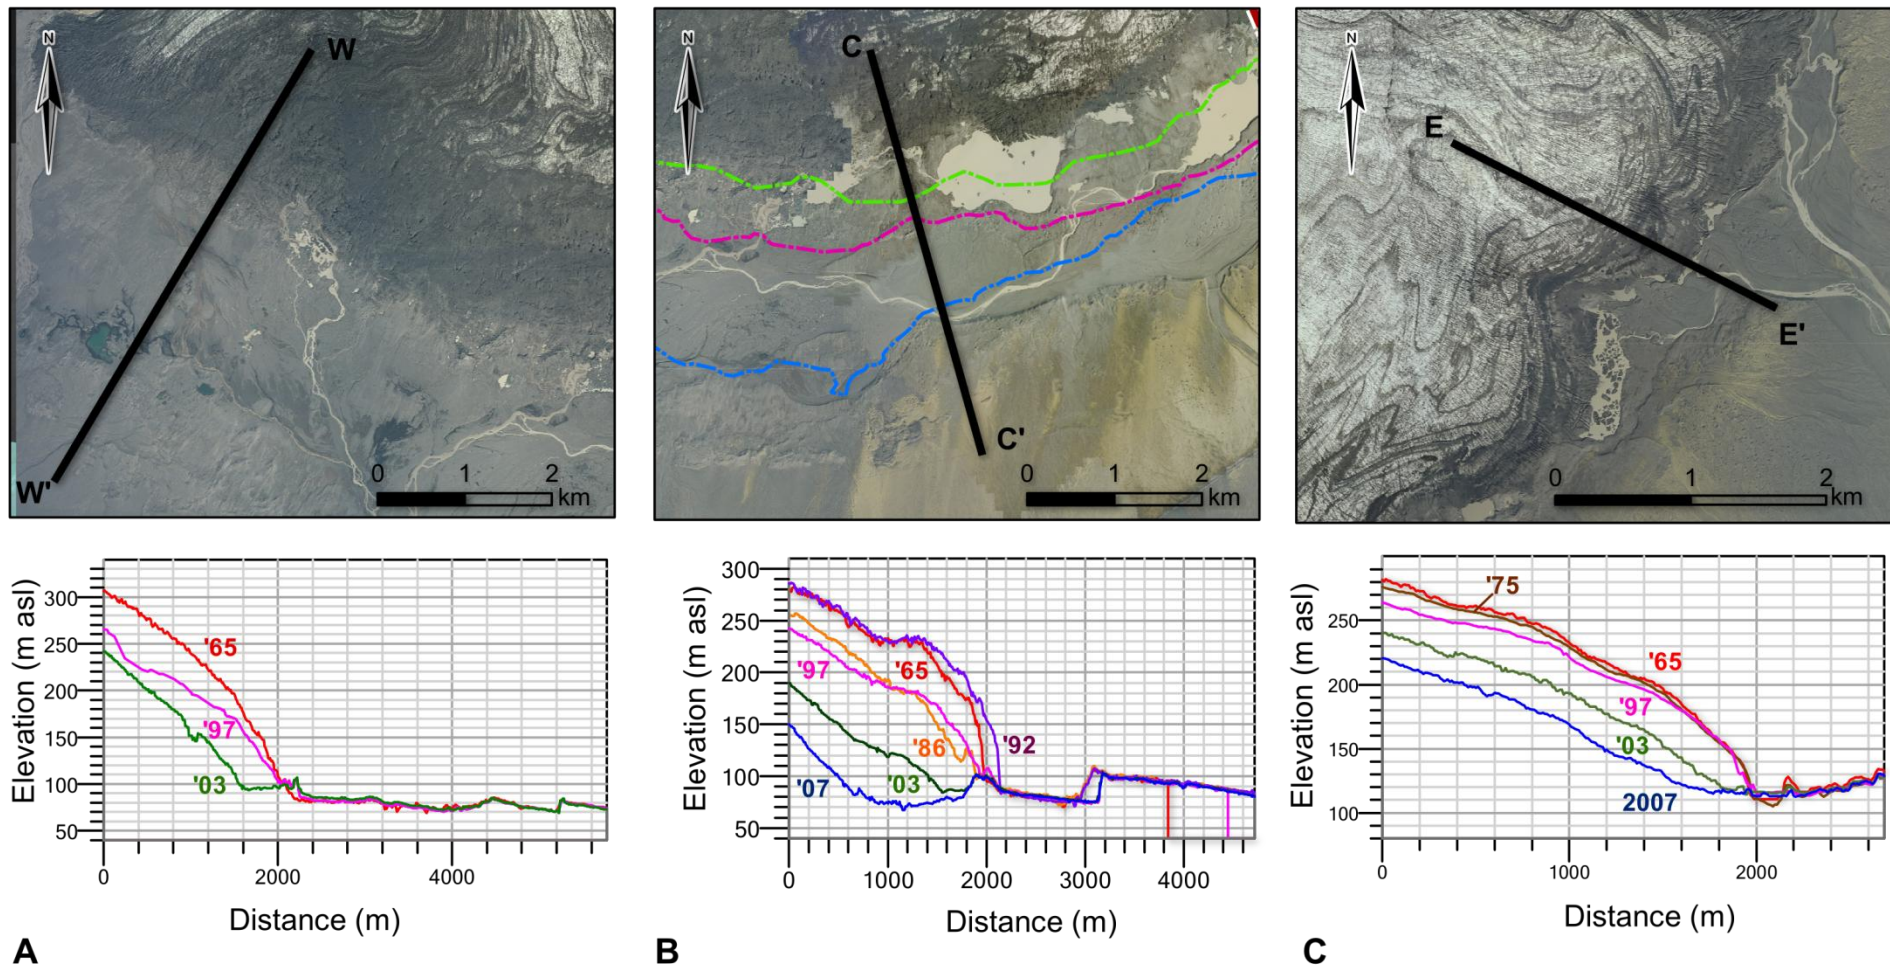 N
W
W'
0 1 2
km
N
C
C'
0 1 2
km
N
E
E'
0 1 2
km
Elevation (m asl)
300
250
200
150
100
50
'65
'97
'03
0 2000 4000
Distance (m)
A
Elevation (m asl)
300
250
200
150
100
50
'97
'65
'86
'92
'07
'03
0 1000 2000 3000 4000
Distance (m)
B
Elevation (m asl)
250
200
150
100
'75
'65
'97
'03
2007
0 1000 2000
Distance (m)
C